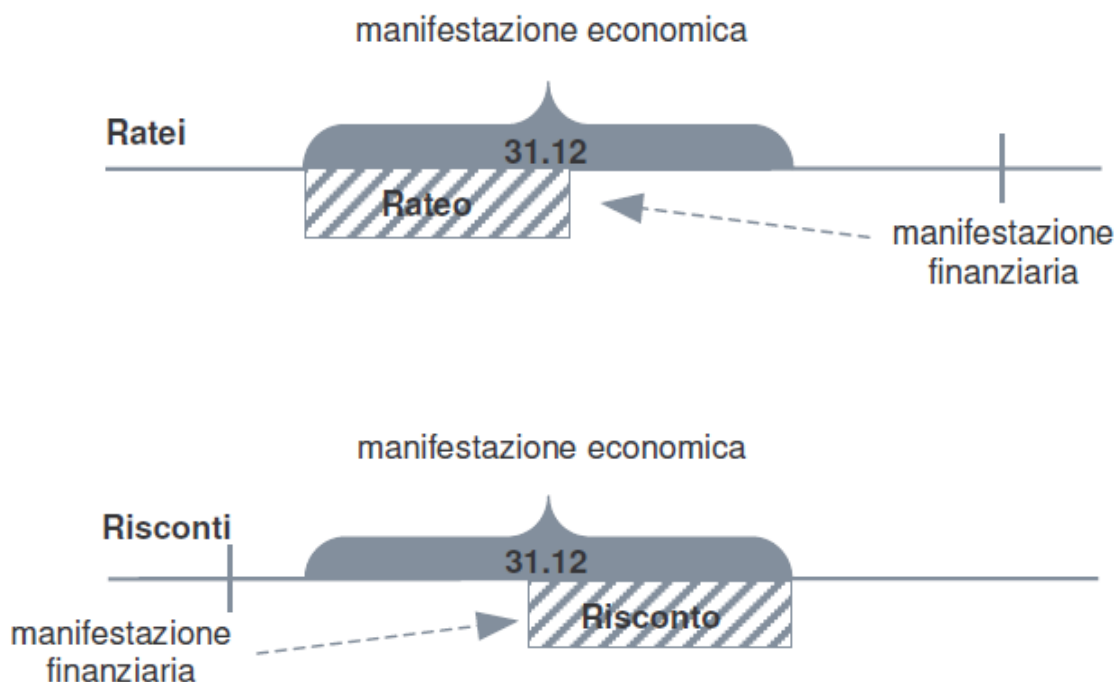 manifestazione economica
Ratei
31.12
Rateo
manifestazione
finanziaria
manifestazione economica
Risconti
31.12
Risconto
manifestazione
finanziaria